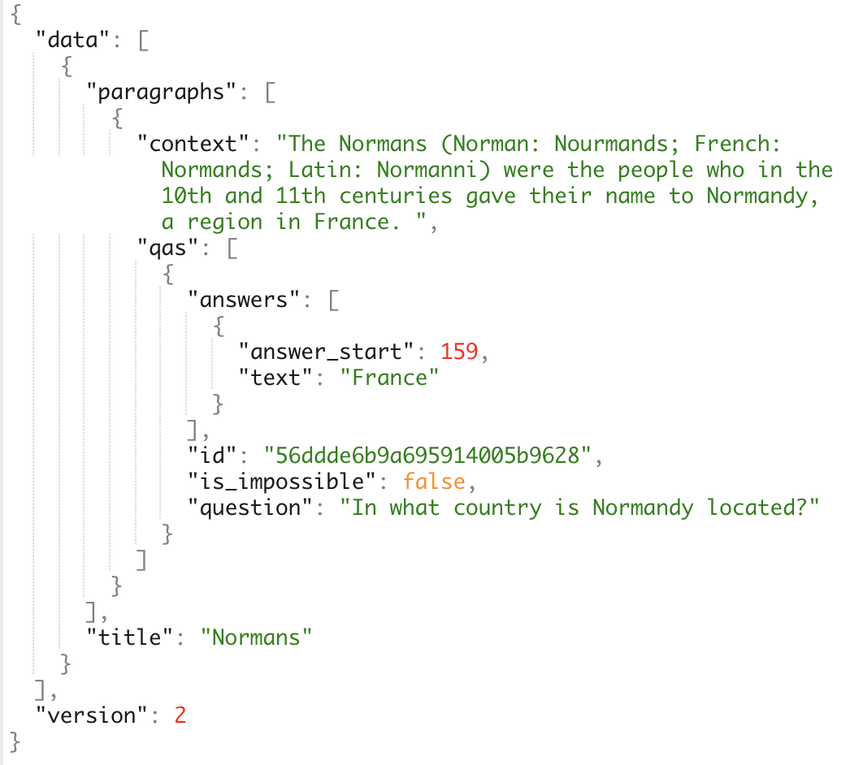 {
"data": [
{
"paragraphs": [
{
"context": "The Normans (Norman: Nourmands; French:
Normands; Latin: Normanni) were the people who in the
10th and 11th centuries gave their name to Normandy,
a region in France. ",
"qas": [
{
"answers": [
{
"answer_start": 159,
"text": "France"
}
],
"id": "56ddde6b9a695914005b9628",
"is_impossible": false,
"question": "In what country is Normandy located?"
}
]
}
],
"title": "Normans"
}
],
"version": 2
}